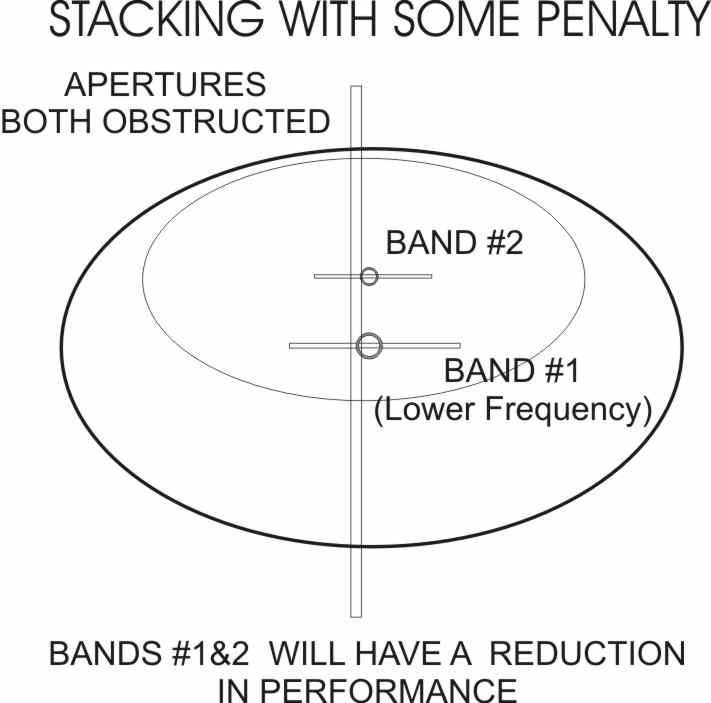 STACKING WITH SOME PENALTY
APERTURES
BOTH OBSTRUCTED
BAND #2
BAND #1
(Lower Frequency)
BANDS #1&2 WILL HAVE A REDUCTION
IN PERFORMANCE